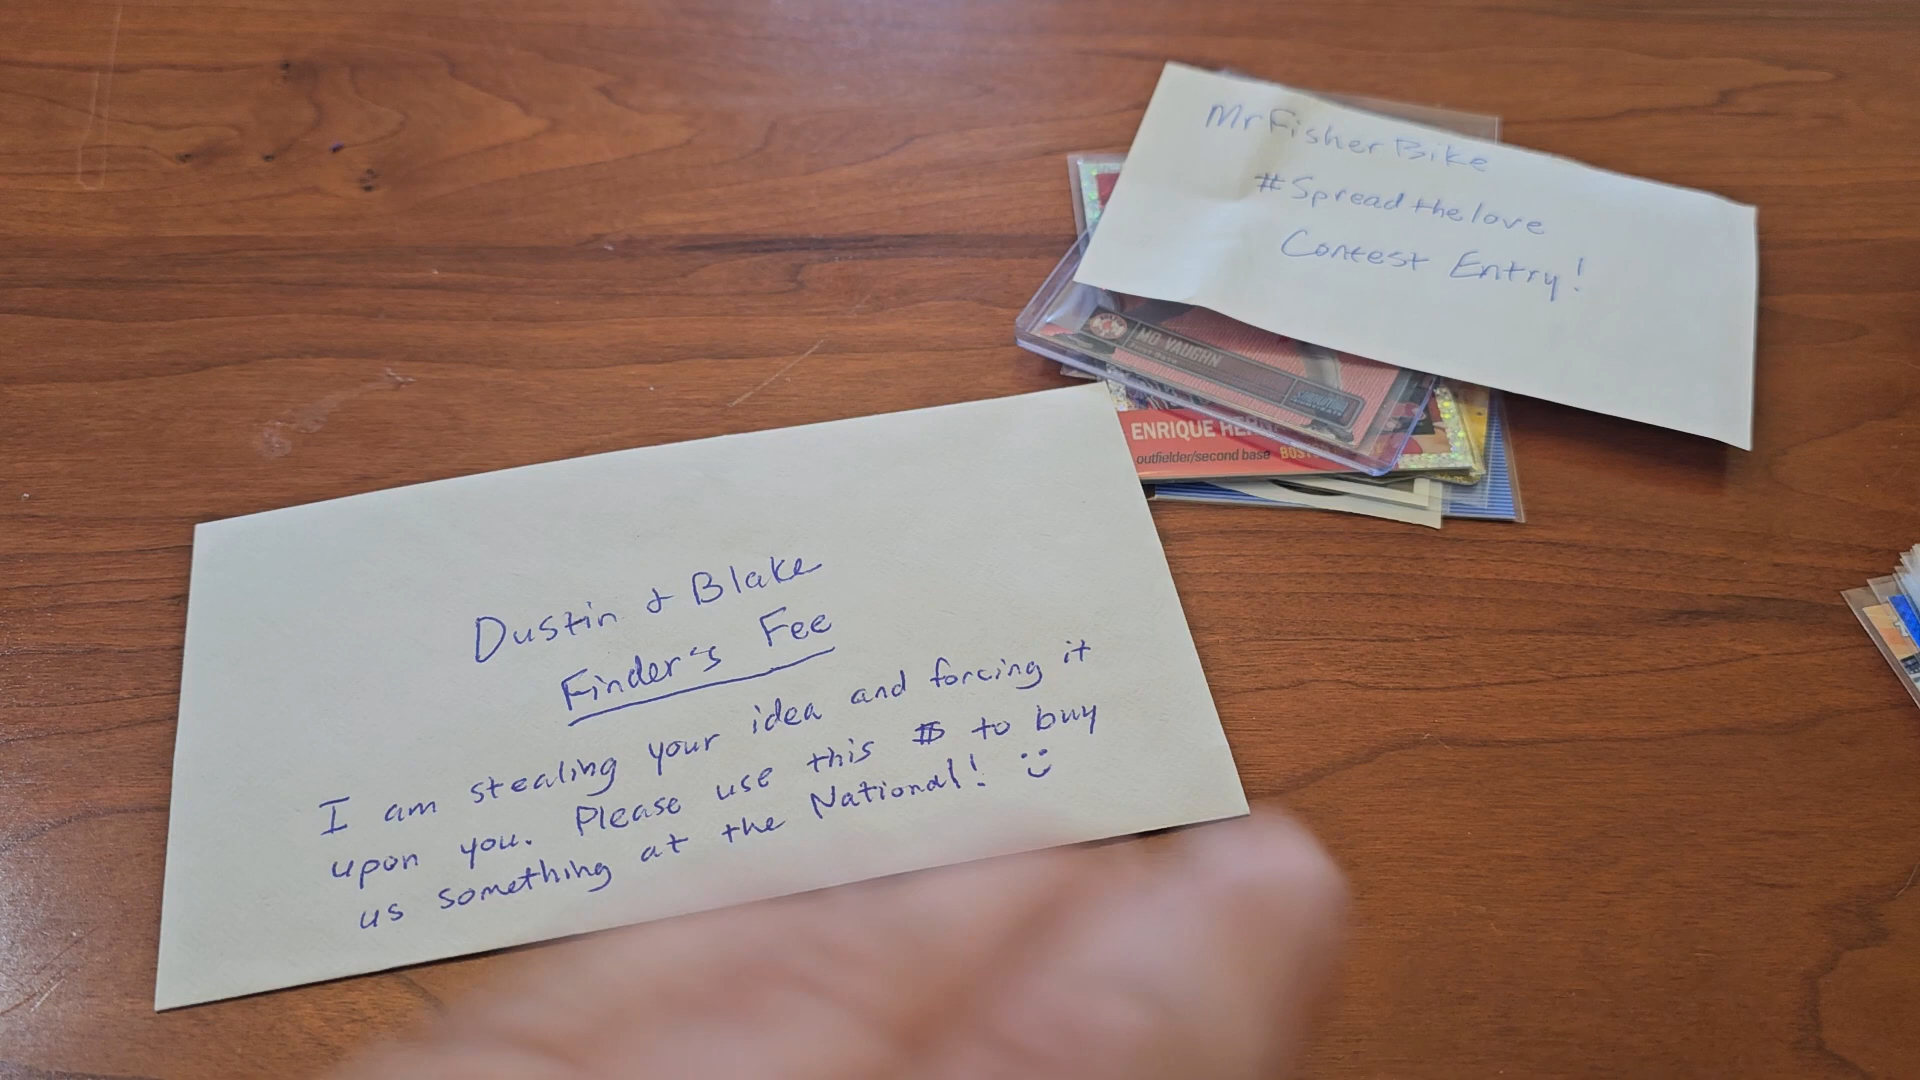 MrFisherBike
#Spreadthelove
Contest Entry!
MO VAUGHN
ENRIQUE
outfielder/second base
Dustin & Blake
Finder's Fee
I am stealing your idea and forcing it
upon you. Please use this $ to buy
us something at the National! :)